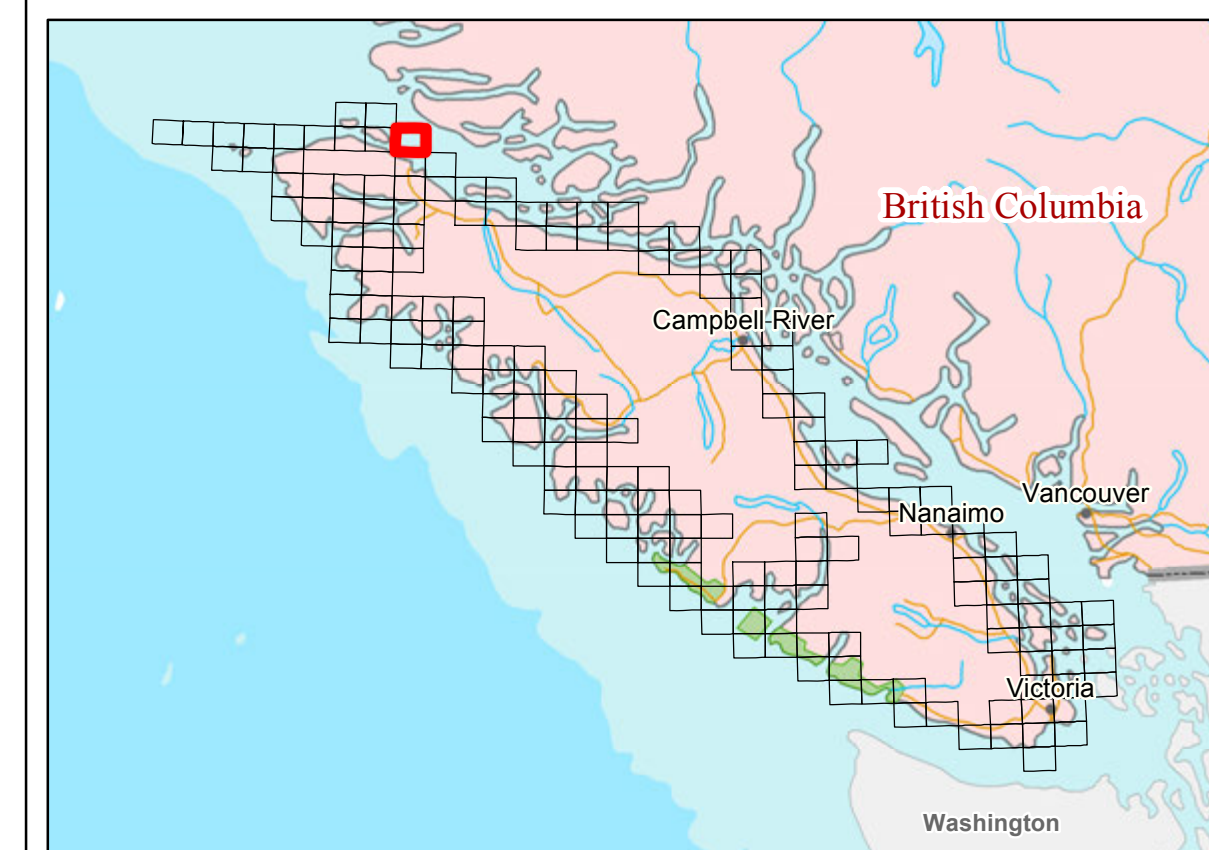 British Columbia
Campbell River
Vancouver
Nanaimo
Victoria
Washington